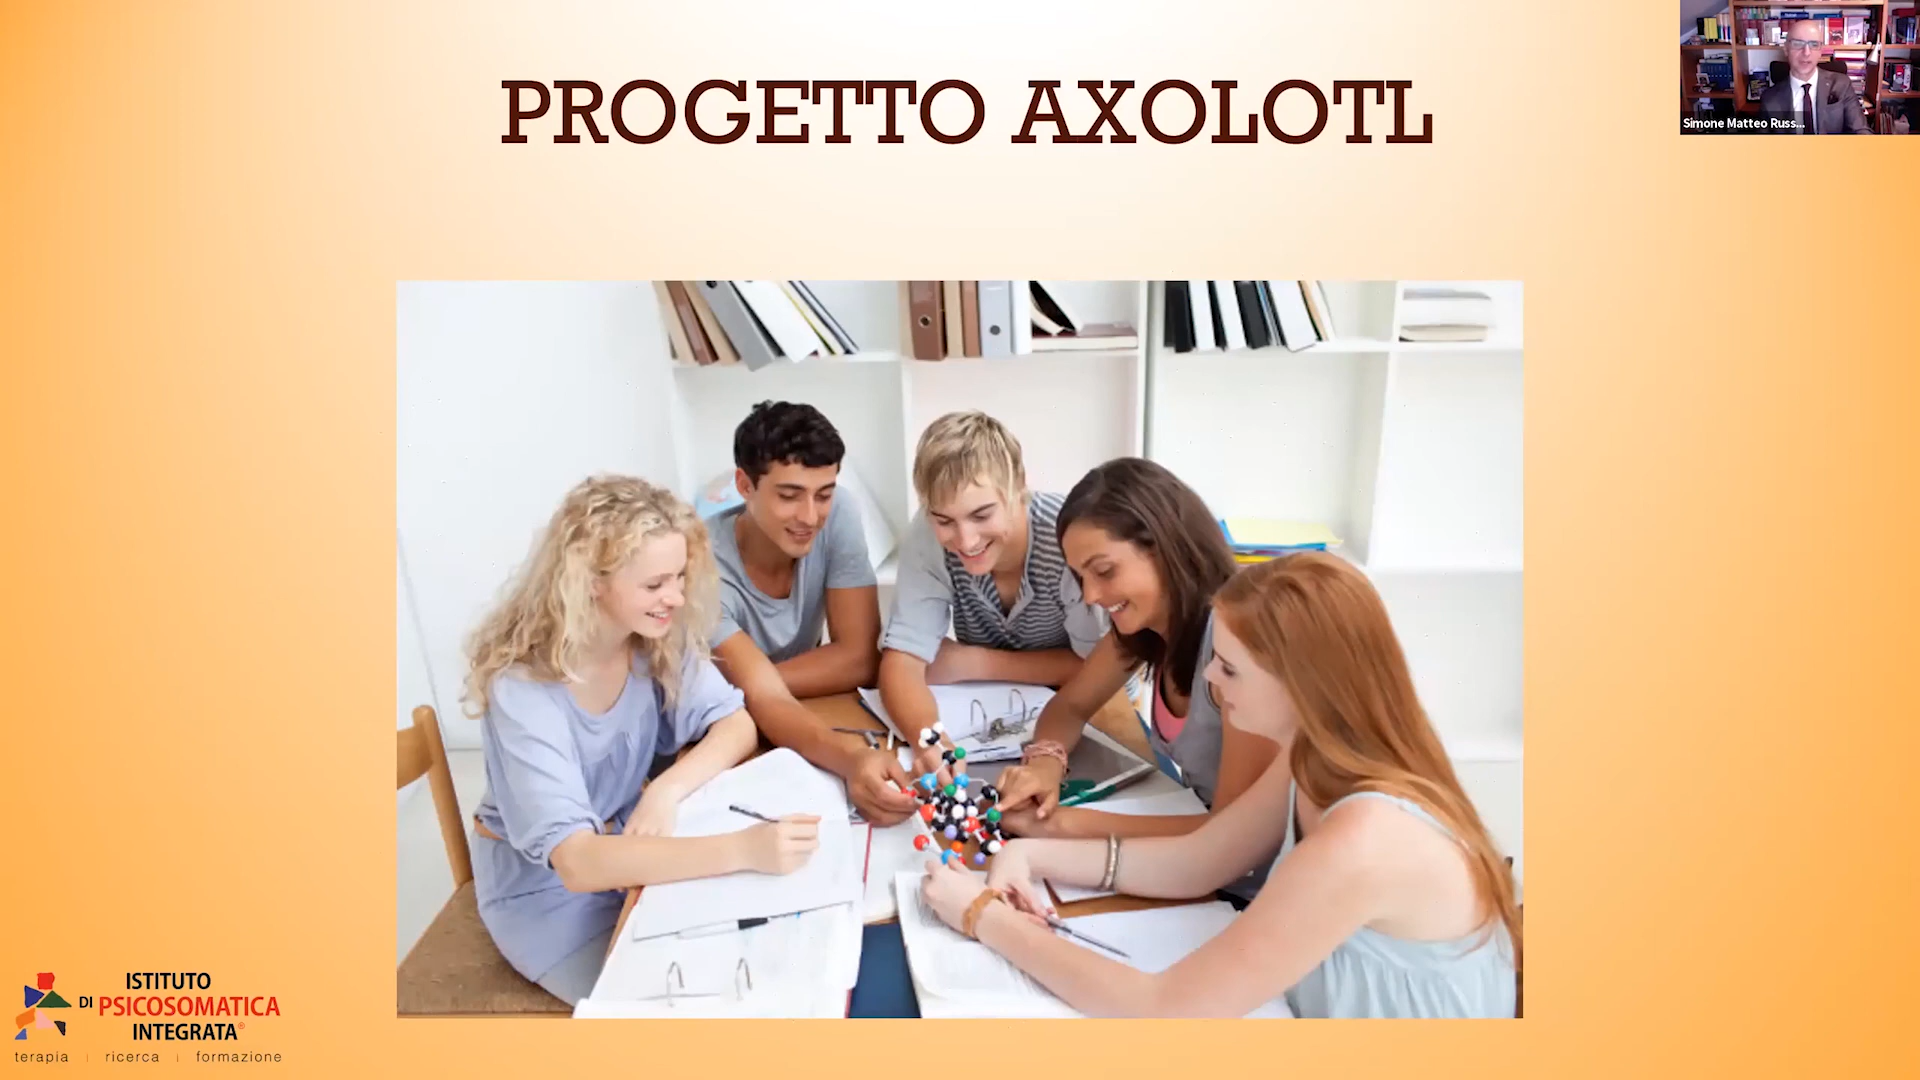 PROGETTO AXOLOTL
Simone Matteo Russ...
ISTITUTO
DI PSICOSOMATICA
INTEGRATA®
terapia | ricerca | formazione